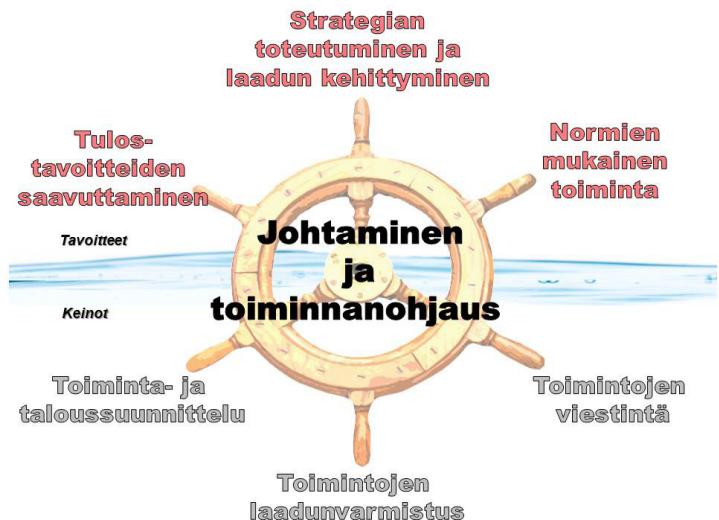 Strategian
toteutuminen ja
laadun kehittyminen
Tulos-
tavoitteiden
saavuttaminen
Normien
mukainen
toiminta
Tavoitteet
Johtaminen
ja
toiminnanohjaus
Keinot
Toiminta- ja
taloussuunnittelu
Toimintojen
viestintä
Toimintojen
laadunvarmistus